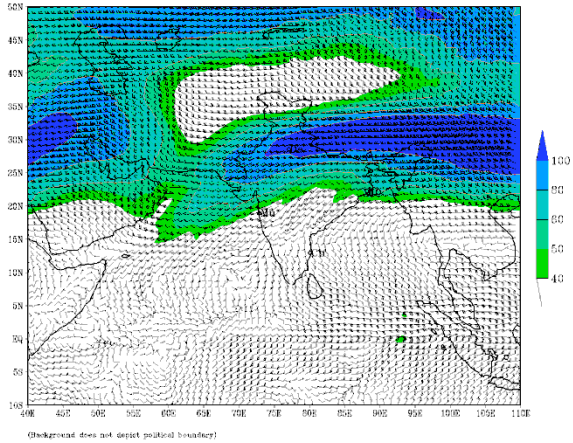 50N
45N
40N
35N
30N
25N
20N
15N
10N
5N
EQ
5S
10S
40E 45E 50E 55E 60E 65E 70E 75E 80E 85E 90E 95E 100E 105E 110E
100
80
60
50
40
(Background does not depict political boundary)